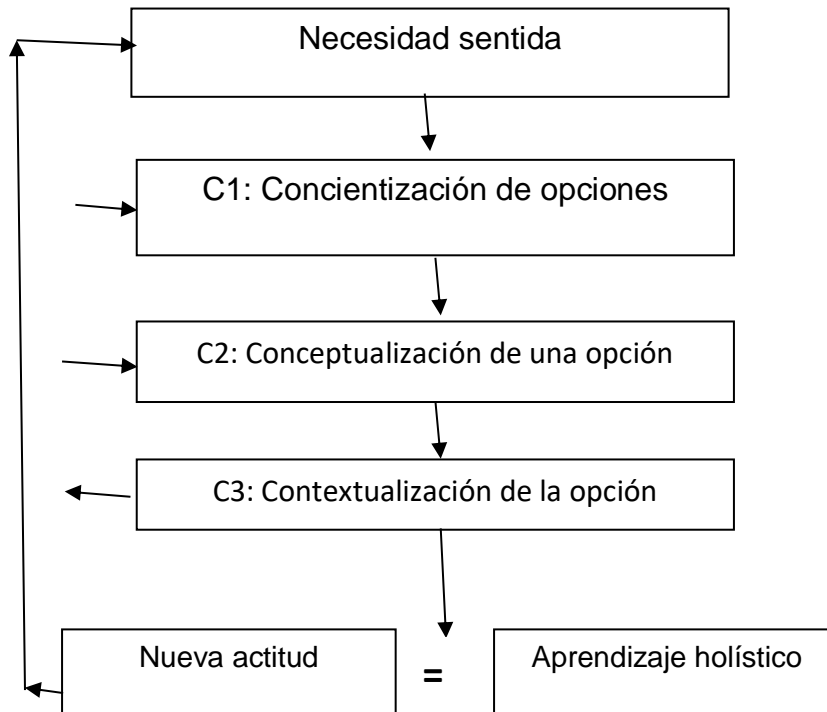 Necesidad sentida
C1: Concientización de opciones
C2: Conceptualización de una opción
C3: Contextualización de la opción
Nueva actitud = Aprendizaje holístico